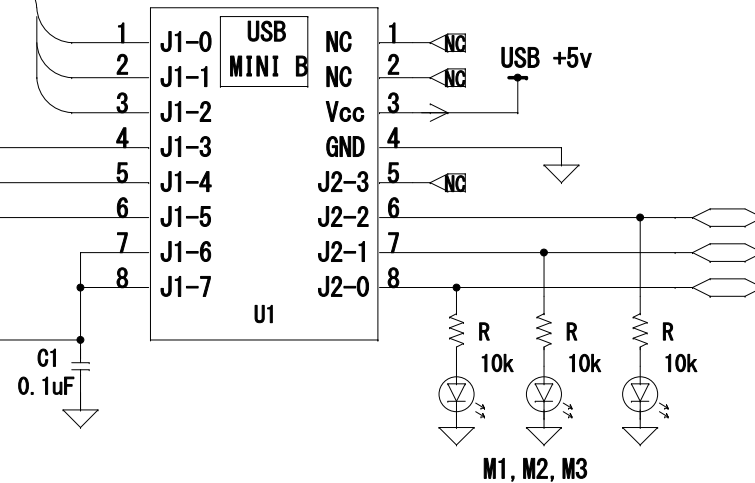 1 J1-0 USB NC 1 NC
2 J1-1 MINI B NC 2 NC USB +5v
3 J1-2 Vcc 3
4 J1-3 GND 4
5 J1-4 J2-3 5 NC
6 J1-5 J2-2 6
7 J1-6 J2-1 7
8 J1-7 J2-0 8
U1
R R R
C1 10k 10k 10k
0.1uF
M1,M2,M3